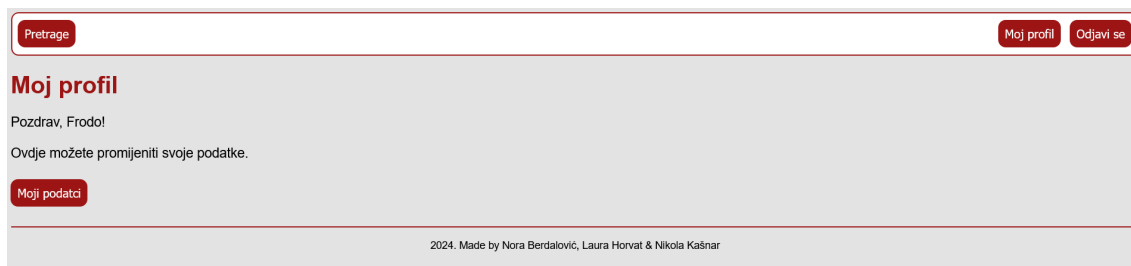 Pretrage Moj profil Odjavi se
Moj profil
Pozdrav, Frodo!
Ovdje možete promijeniti svoje podatke.
Moji podatci
2024. Made by Nora Berdalović, Laura Horvat & Nikola Kašnar